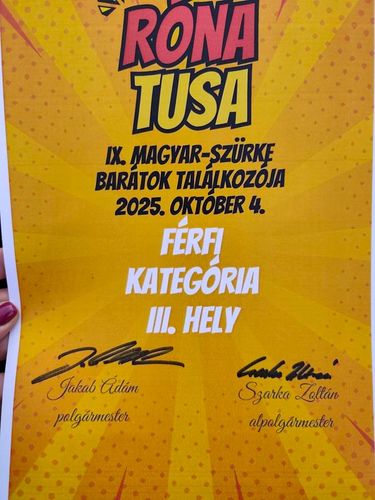 RÓNA
TUSA
IX. MAGYAR-SZÜRKE
BARÁTOK TALÁLKOZÓJA
2025. OKTÓBER 4.
FÉRFI
KATEGÓRIA
III. HELY
Jakab Ádám
polgármester
Szarka Zoltán
alpolgármester